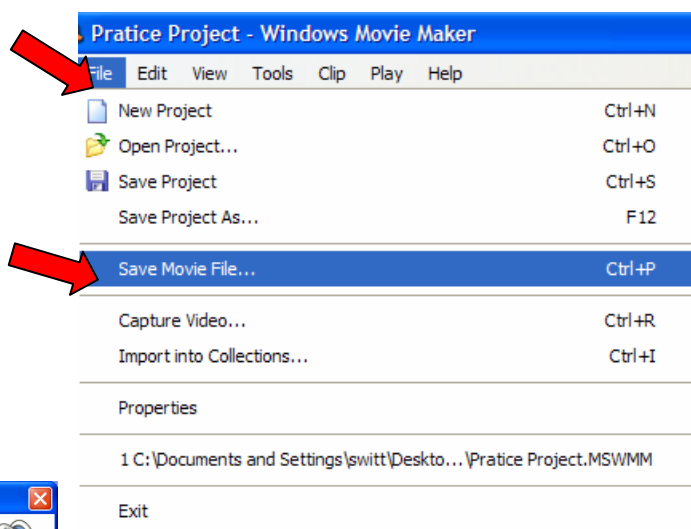 Pratice Project - Windows Movie Maker
File Edit View Tools Clip Play Help
New Project Ctrl+N
Open Project... Ctrl+O
Save Project Ctrl+S
Save Project As... F12
Save Movie File... Ctrl+P
Capture Video... Ctrl+R
Import into Collections... Ctrl+I
Properties
1 C:\Documents and Settings\switt\Deskto...\Pratice Project.MSWMM
Exit